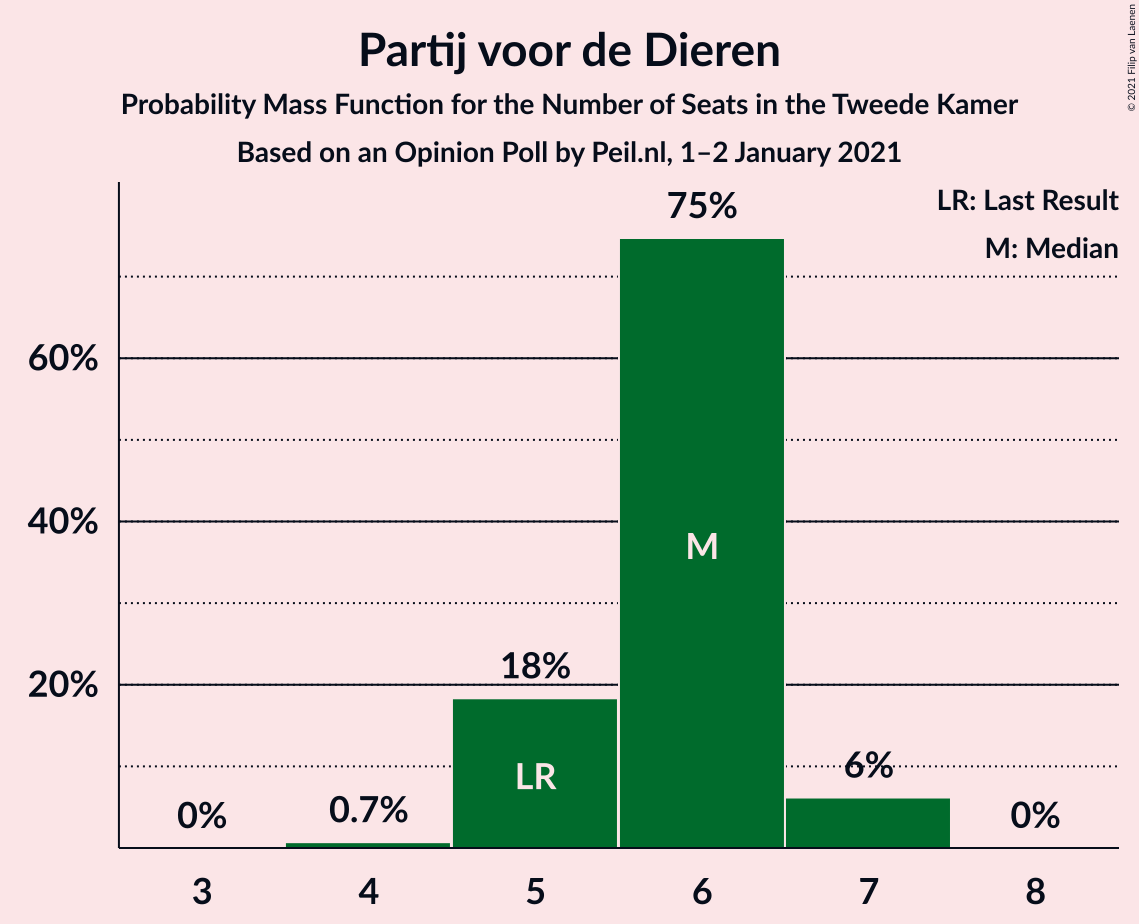 Partij voor de Dieren
Probability Mass Function for the Number of Seats in the Tweede Kamer
Based on an Opinion Poll by Peil.nl, 1–2 January 2021
© 2021 Filip van Laenen
LR: Last Result
M: Median
75%
60%
40%
M
18%
20%
LR
6%
0%
0.7%
0%
3 4 5 6 7 8